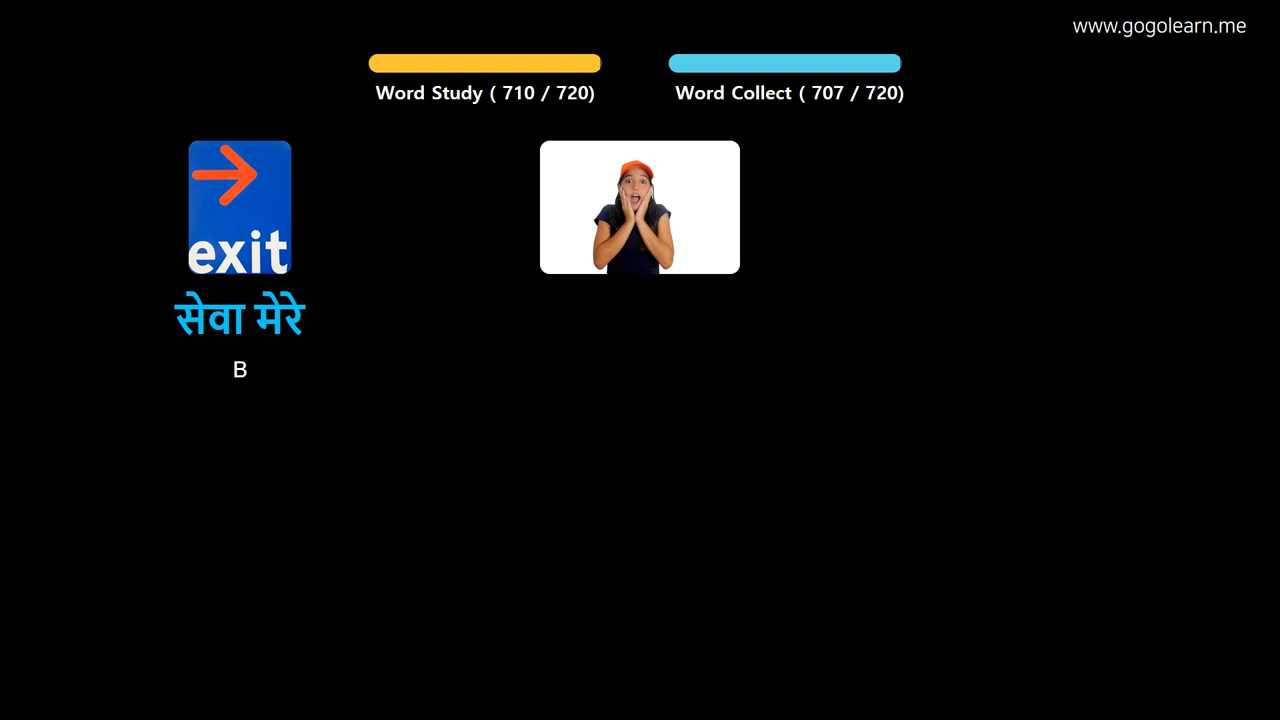 www.gogolearn.me
Word Study ( 710 / 720)
Word Collect ( 707 / 720)
exit
सेवा मेरे
B